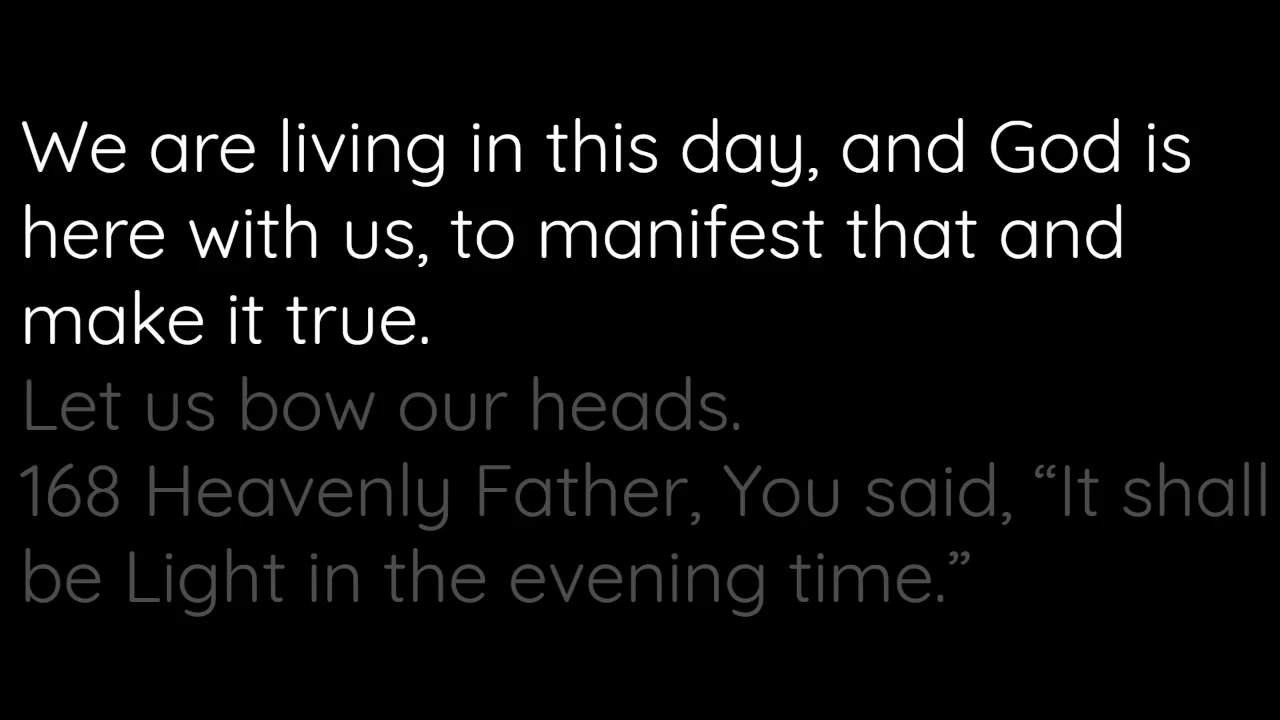 We are living in this day, and God is
here with us, to manifest that and
make it true.
Let us bow our heads.
168 Heavenly Father, You said, “It shall
be Light in the evening time.”